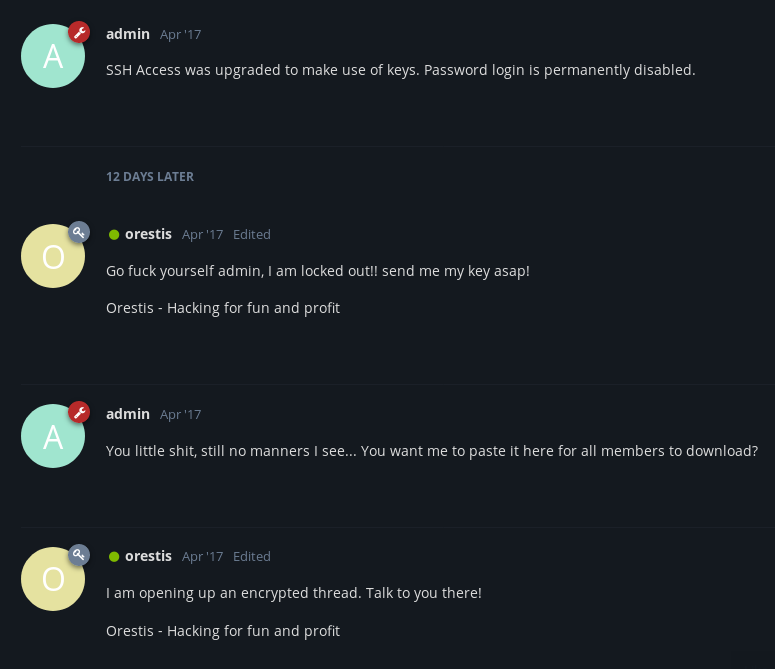 A
admin Apr '17
SSH Access was upgraded to make use of keys. Password login is permanently disabled.
12 DAYS LATER
O
orestis Apr '17 Edited
Go fuck yourself admin, I am locked out!! send me my key asap!
Orestis - Hacking for fun and profit
A
admin Apr '17
You little shit, still no manners I see... You want me to paste it here for all members to download?
O
orestis Apr '17 Edited
I am opening up an encrypted thread. Talk to you there!
Orestis - Hacking for fun and profit